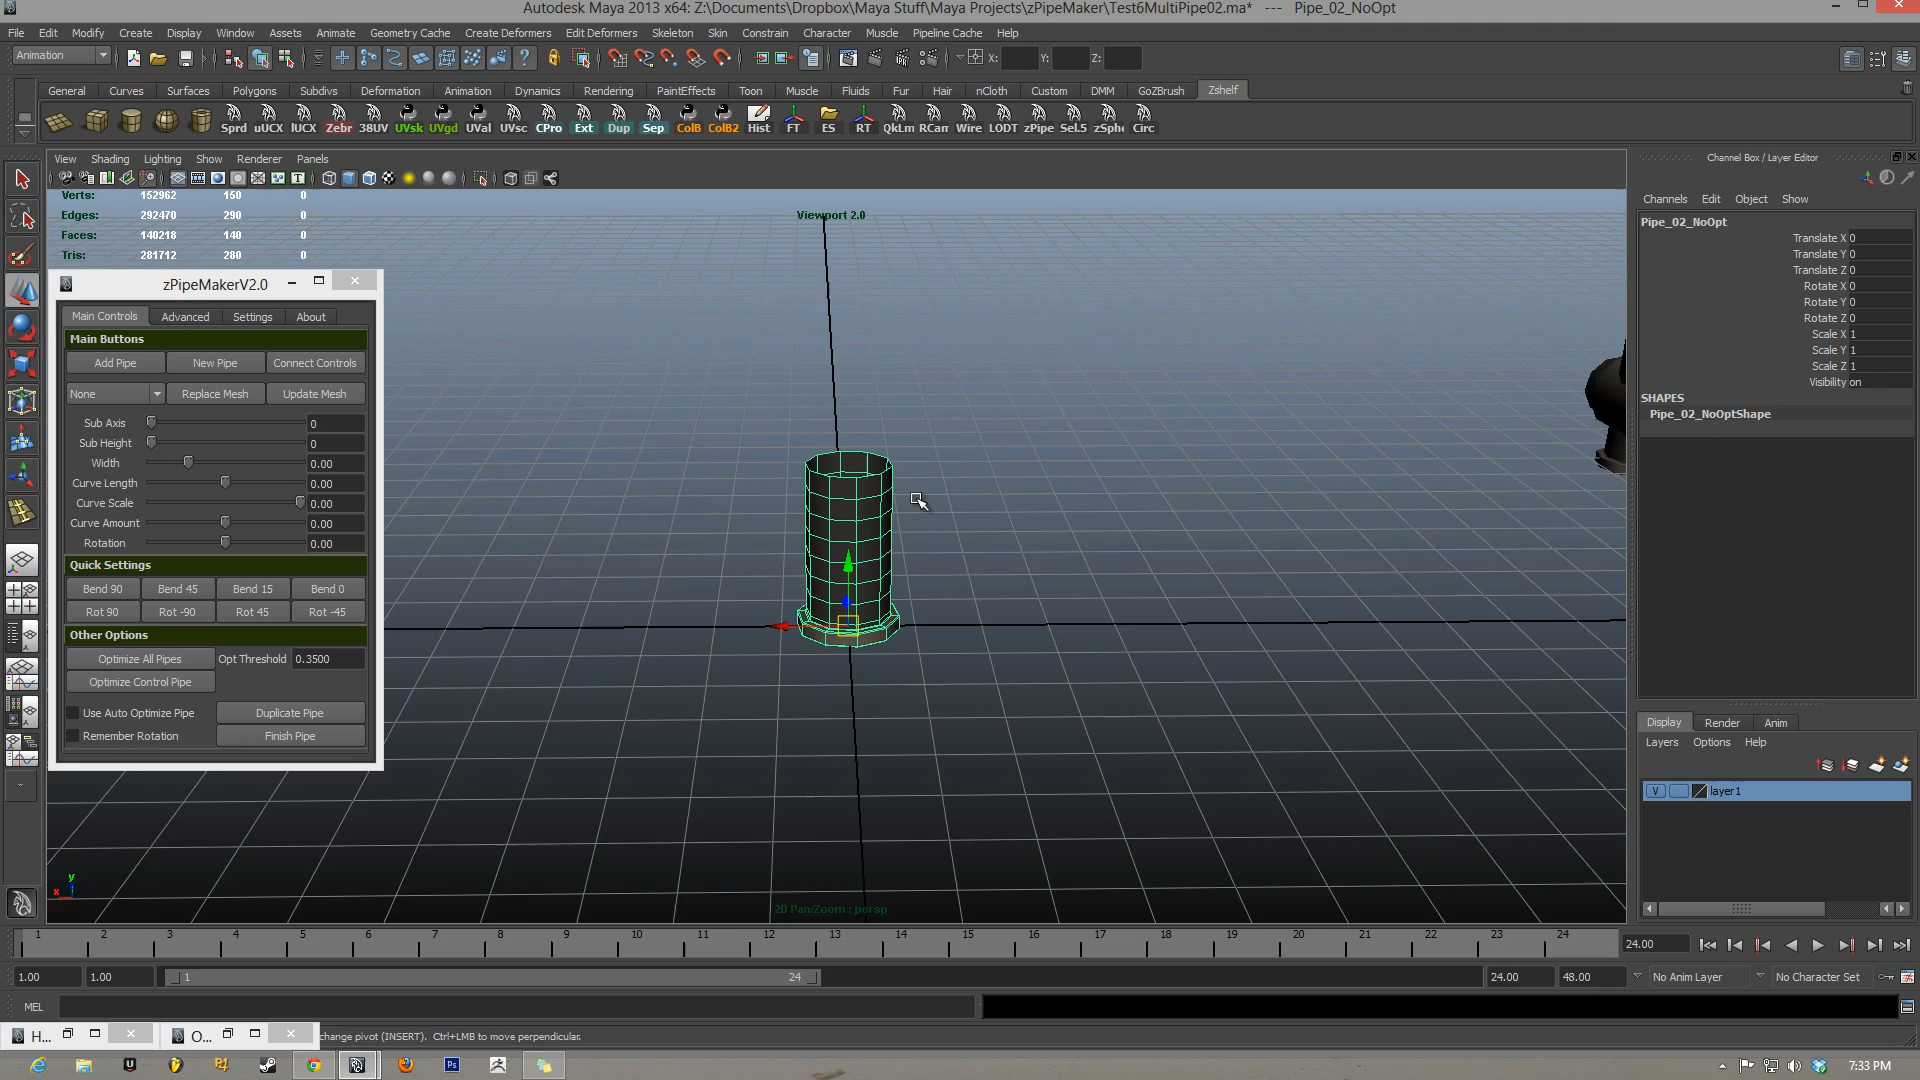 Autodesk Maya 2013 x64: Z:\Documents\Dropbox\Maya Stuff\Maya Projects\zPipeMaker\Test6MultiPipe02.ma* --- Pipe_02_NoOpt
File Edit Modify Create Display Window Assets Animate Geometry Cache Create Deformers Edit Deformers Skeleton Skin Constrain Character Muscle Pipeline Cache Help
Animation X: Y: Z:
General Curves Surfaces Polygons Subdivs Deformation Animation Dynamics Rendering PaintEffects Toon Muscle Fluids Fur Hair nCloth Custom DMM GoZBrush Zshelf
Sprd uUCX lUCX Zebr 38UV UVsk UVgd UVal UVsc CPro Ext Dup Sep ColB ColB2 Hist FT ES RT QkLm RCam Wire LODT zPipe Sel.5 zSph Circ
View Shading Lighting Show Renderer Panels
Channel Box / Layer Editor
Verts: 152962 150 0
Edges: 292470 290 0
Faces: 140218 140 0
Tris: 281712 280 0
Viewport 2.0
Channels Edit Object Show
Pipe_02_NoOpt
Translate X 0
Translate Y 0
Translate Z 0
Rotate X 0
Rotate Y 0
Rotate Z 0
Scale X 1
Scale Y 1
Scale Z 1
Visibility on
SHAPES
Pipe_02_NoOptShape
zPipeMakerV2.0
Main Controls Advanced Settings About
Main Buttons
Add Pipe New Pipe Connect Controls
None Replace Mesh Update Mesh
Sub Axis 0
Sub Height 0
Width 0.00
Curve Length 0.00
Curve Scale 0.00
Curve Amount 0.00
Rotation 0.00
Quick Settings
Bend 90 Bend 45 Bend 15 Bend 0
Rot 90 Rot -90 Rot 45 Rot -45
Other Options
Optimize All Pipes Opt Threshold 0.3500
Optimize Control Pipe
Use Auto Optimize Pipe Duplicate Pipe
Remember Rotation Finish Pipe
Display Render Anim
Layers Options Help
V layer1
y
x
2D Pan/Zoom : persp
1 2 3 4 5 6 7 8 9 10 11 12 13 14 15 16 17 18 19 20 21 22 23 24
24.00
1.00 1.00 1 24 24.00 48.00 No Anim Layer No Character Set
MEL
H... O... change pivot (INSERT). Ctrl+LMB to move perpendicular.
Ps
7:33 PM